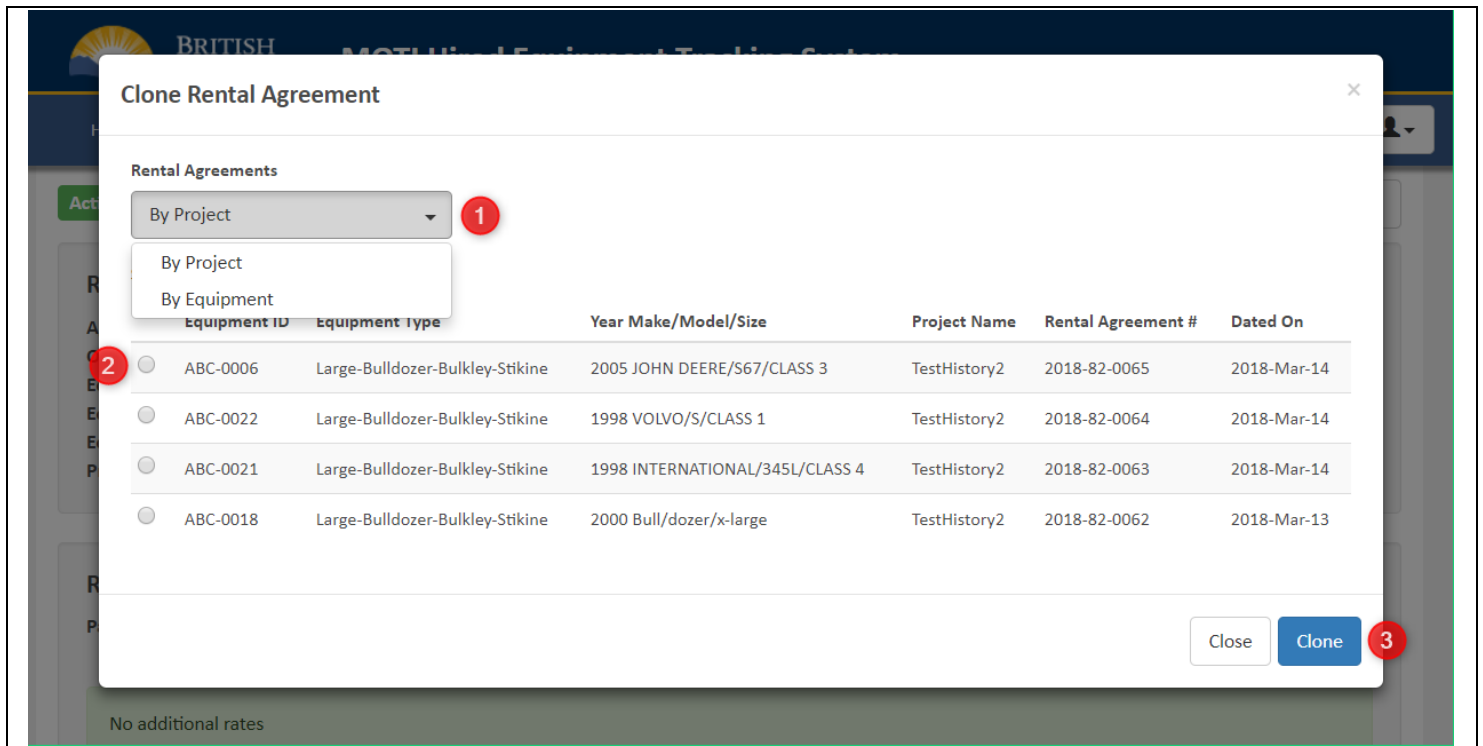 BRITISH
Clone Rental Agreement
×
Rental Agreements
By Project
1
By Project
By Equipment
Equipment ID Equipment Type Year Make/Model/Size Project Name Rental Agreement # Dated On
2
ABC-0006 Large-Bulldozer-Bulkley-Stikine 2005 JOHN DEERE/S67/CLASS 3 TestHistory2 2018-82-0065 2018-Mar-14
ABC-0022 Large-Bulldozer-Bulkley-Stikine 1998 VOLVO/S/CLASS 1 TestHistory2 2018-82-0064 2018-Mar-14
ABC-0021 Large-Bulldozer-Bulkley-Stikine 1998 INTERNATIONAL/345L/CLASS 4 TestHistory2 2018-82-0063 2018-Mar-14
ABC-0018 Large-Bulldozer-Bulkley-Stikine 2000 Bull/dozer/x-large TestHistory2 2018-82-0062 2018-Mar-13
Close Clone 3
No additional rates